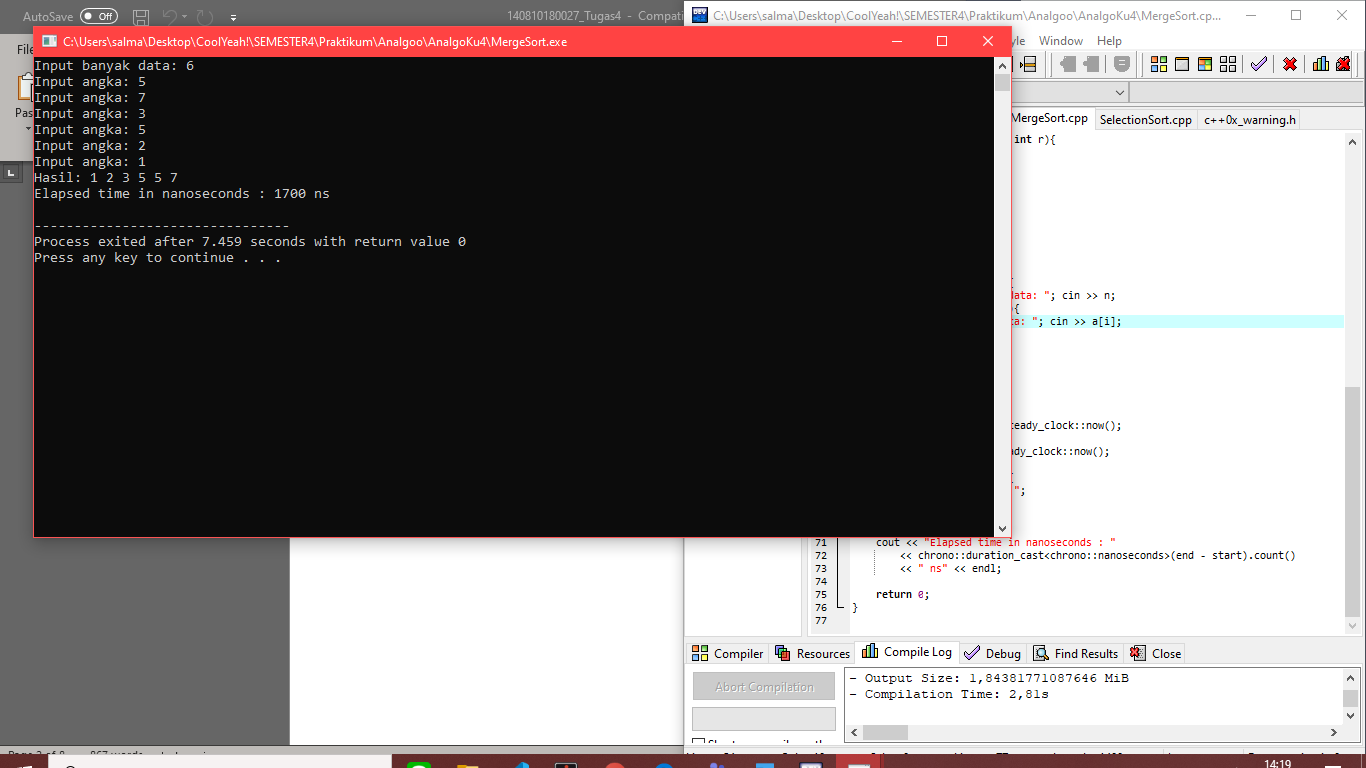 AutoSave Off
140810180027_Tugas4 - Compati
C:\Users\salma\Desktop\CoolYeah!\SEMESTER4\Praktikum\Analgoo\AnalgoKu4\MergeSort.cp...
C:\Users\salma\Desktop\CoolYeah!\SEMESTER4\Praktikum\Analgoo\AnalgoKu4\MergeSort.exe
Window Help
File
Input banyak data: 6
Input angka: 5
Input angka: 7
Input angka: 3
Input angka: 5
Input angka: 2
Input angka: 1
Hasil: 1 2 3 5 5 7
Elapsed time in nanoseconds : 1700 ns
--------------------------------
Process exited after 7.459 seconds with return value 0
Press any key to continue . . .
MergeSort.cpp SelectionSort.cpp c++0x_warning.h
int r){
data: "; cin >> n;
){
ta: "; cin >> a[i];
teady_clock::now();
ady_clock::now();
";
71 cout << "Elapsed time in nanoseconds : "
72 << chrono::duration_cast<chrono::nanoseconds>(end - start).count()
73 << " ns" << endl;
74
75 return 0;
76 }
77
Compiler Resources Compile Log Debug Find Results Close
Abort Compilation
- Output Size: 1,84381771087646 MiB
- Compilation Time: 2,81s
14:19